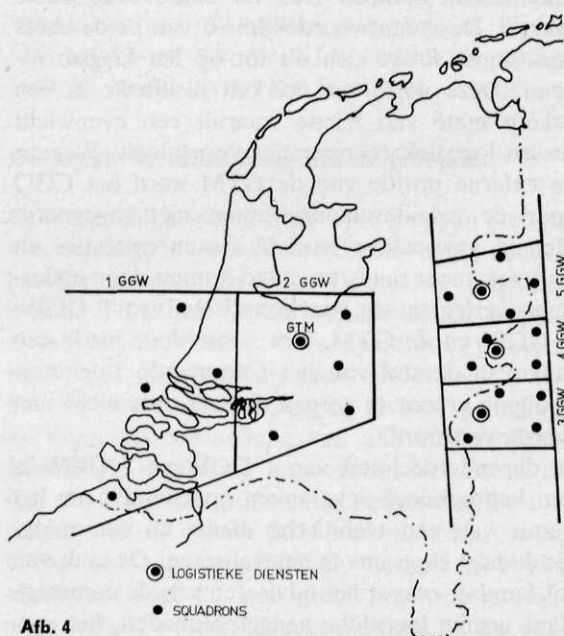 1 GGW
2 GGW
GTM
5 GGW
4 GGW
3 GGW
LOGISTIEKE DIENSTEN
SQUADRONS
Afb. 4